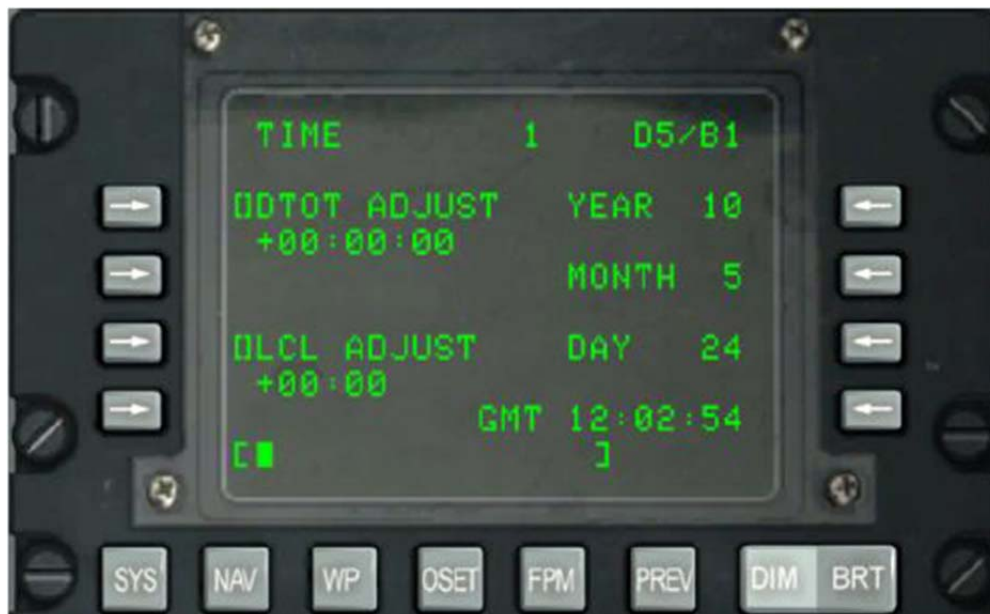 TIME 1 D5/B1
[]DTOT ADJUST YEAR 10
+00:00:00
MONTH 5
[]LCL ADJUST DAY 24
+00:00
GMT 12:02:54
[ ]
SYS NAV WP OSET FPM PREV DIM BRT